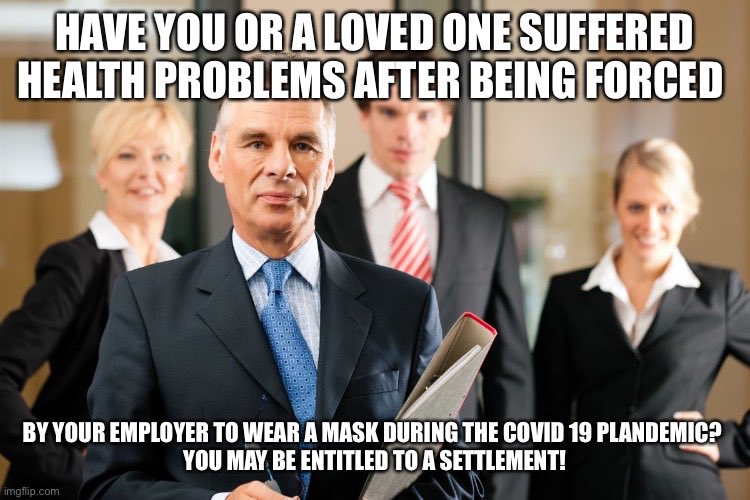 HAVE YOU OR A LOVED ONE SUFFERED
HEALTH PROBLEMS AFTER BEING FORCED
BY YOUR EMPLOYER TO WEAR A MASK DURING THE COVID 19 PLANDEMIC?
YOU MAY BE ENTITLED TO A SETTLEMENT!
imgflip.com